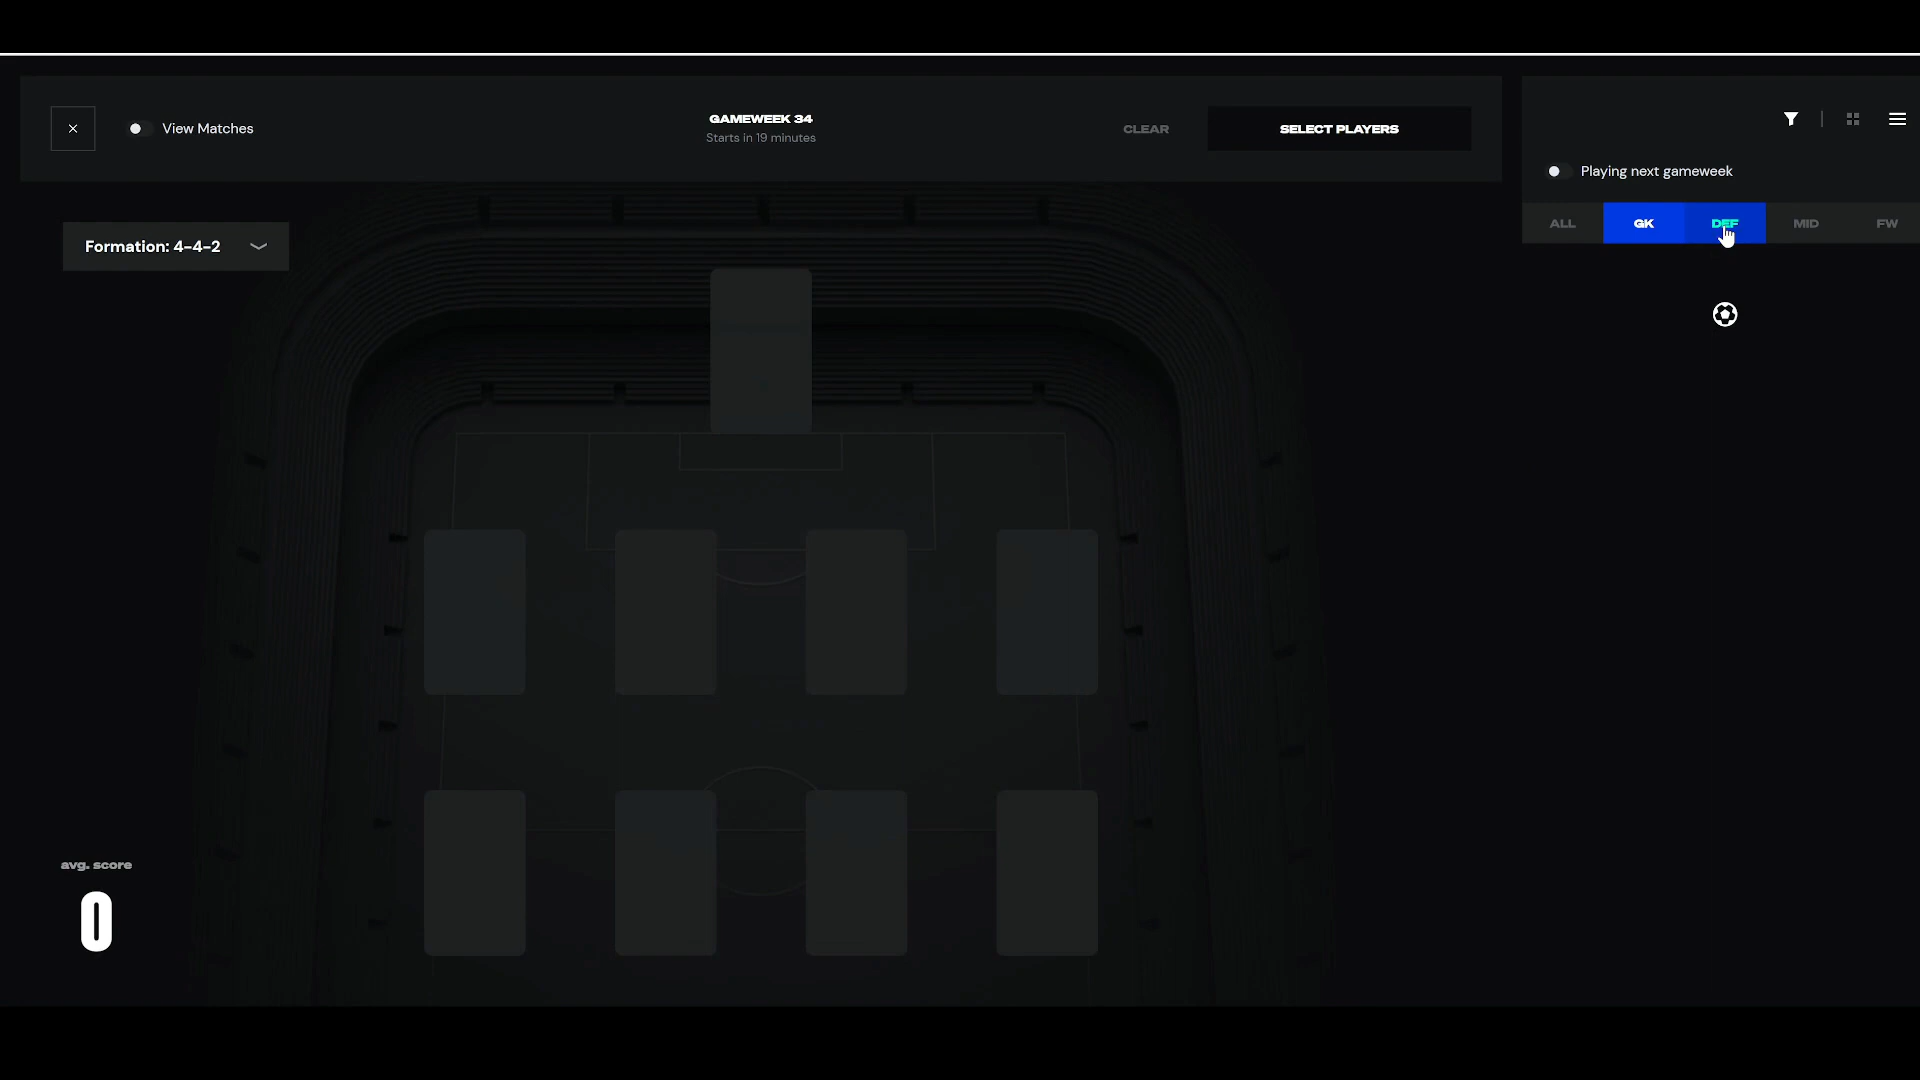 View Matches
GAMEWEEK 34
Starts in 19 minutes
CLEAR
SELECT PLAYERS
Playing next gameweek
ALL
GK
DEF
MID
FW
Formation: 4-4-2
avg. score
0